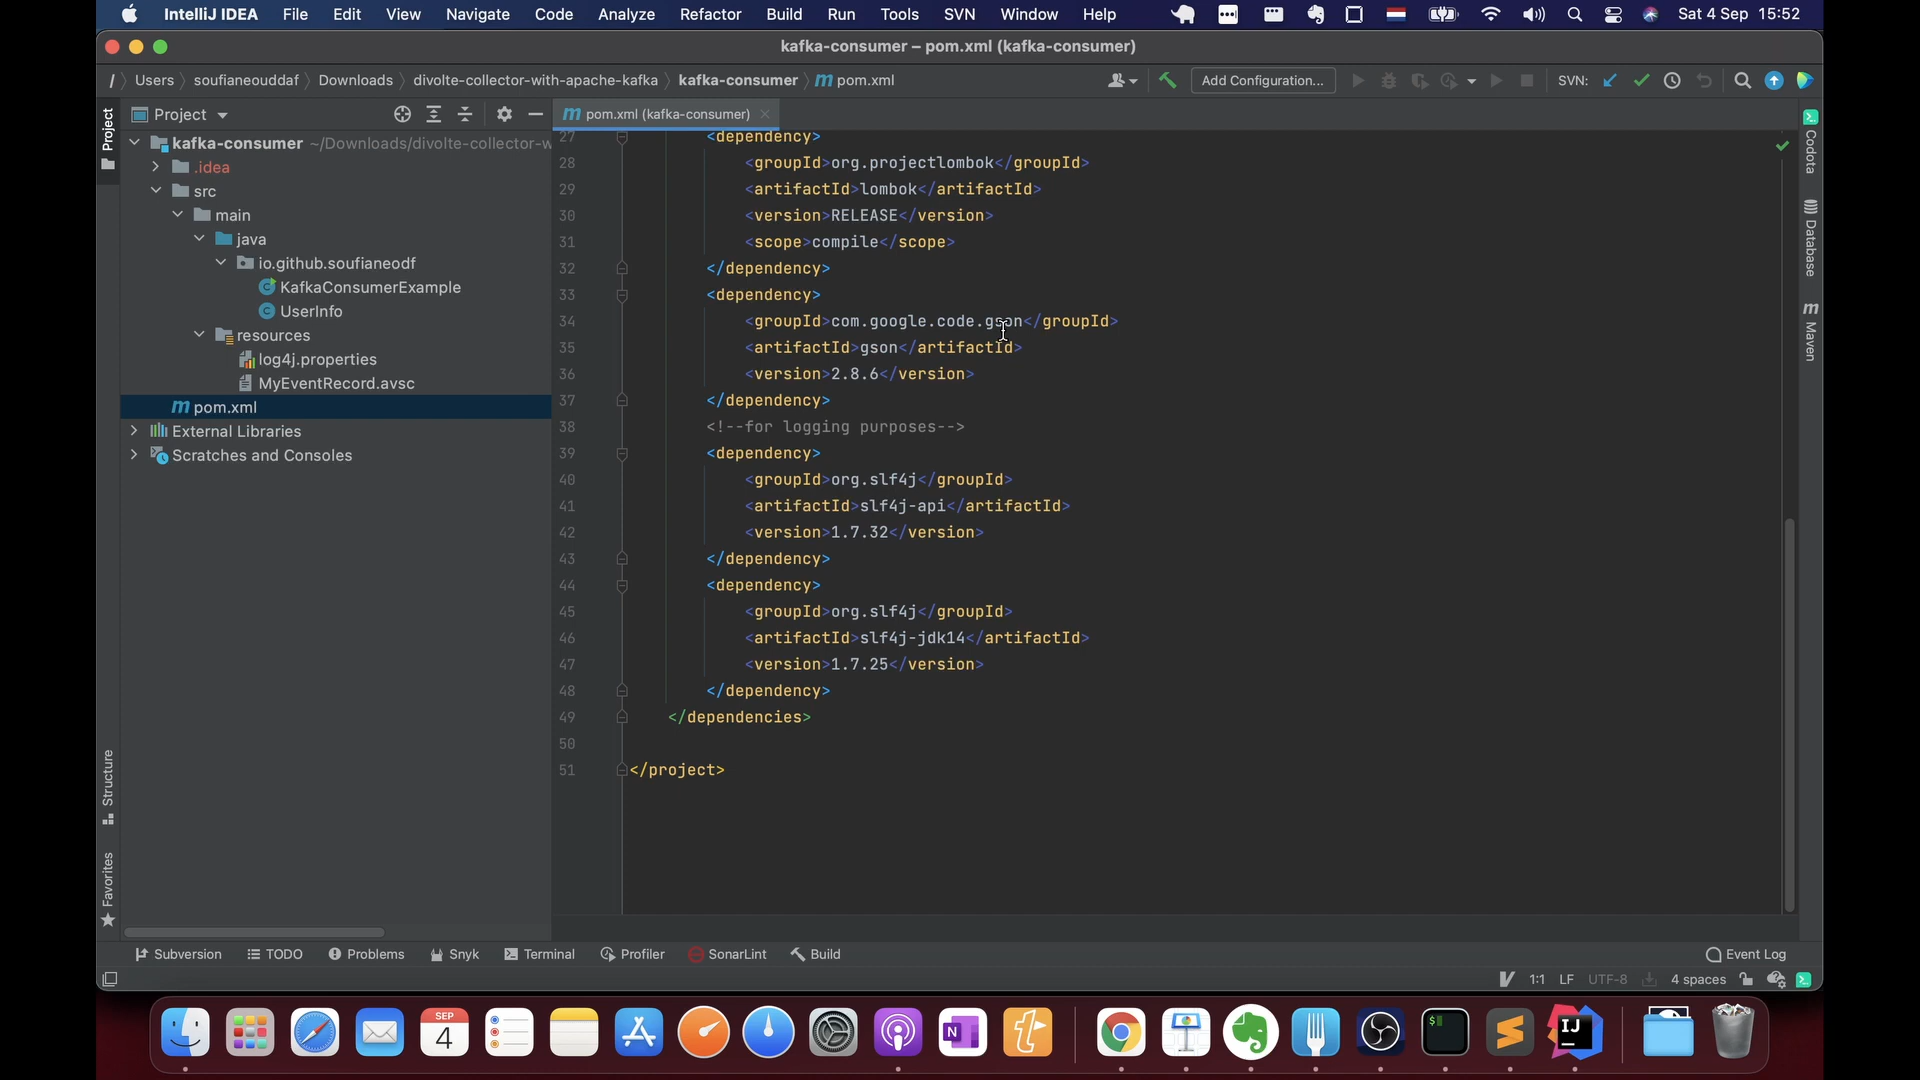 IntelliJ IDEA File Edit View Navigate Code Analyze Refactor Build Run Tools SVN Window Help Sat 4 Sep 15:52
kafka-consumer – pom.xml (kafka-consumer)
/ Users soufianeouddaf Downloads divolte-collector-with-apache-kafka kafka-consumer pom.xml Add Configuration... SVN:
Project
pom.xml (kafka-consumer)
Project
Codota
Database
Maven
Structure
Favorites
kafka-consumer ~/Downloads/divolte-collector-w
.idea
src
main
java
io.github.soufianeodf
KafkaConsumerExample
UserInfo
resources
log4j.properties
MyEventRecord.avsc
pom.xml
External Libraries
Scratches and Consoles
27 <dependency>
28 <groupId>org.projectlombok</groupId>
29 <artifactId>lombok</artifactId>
30 <version>RELEASE</version>
31 <scope>compile</scope>
32 </dependency>
33 <dependency>
34 <groupId>com.google.code.gson</groupId>
35 <artifactId>gson</artifactId>
36 <version>2.8.6</version>
37 </dependency>
38 <!--for logging purposes-->
39 <dependency>
40 <groupId>org.slf4j</groupId>
41 <artifactId>slf4j-api</artifactId>
42 <version>1.7.32</version>
43 </dependency>
44 <dependency>
45 <groupId>org.slf4j</groupId>
46 <artifactId>slf4j-jdk14</artifactId>
47 <version>1.7.25</version>
48 </dependency>
49 </dependencies>
50
51 </project>
Subversion TODO Problems Snyk Terminal Profiler SonarLint Build Event Log
1:1 LF UTF-8 4 spaces
SEP
4
N
$
IJ